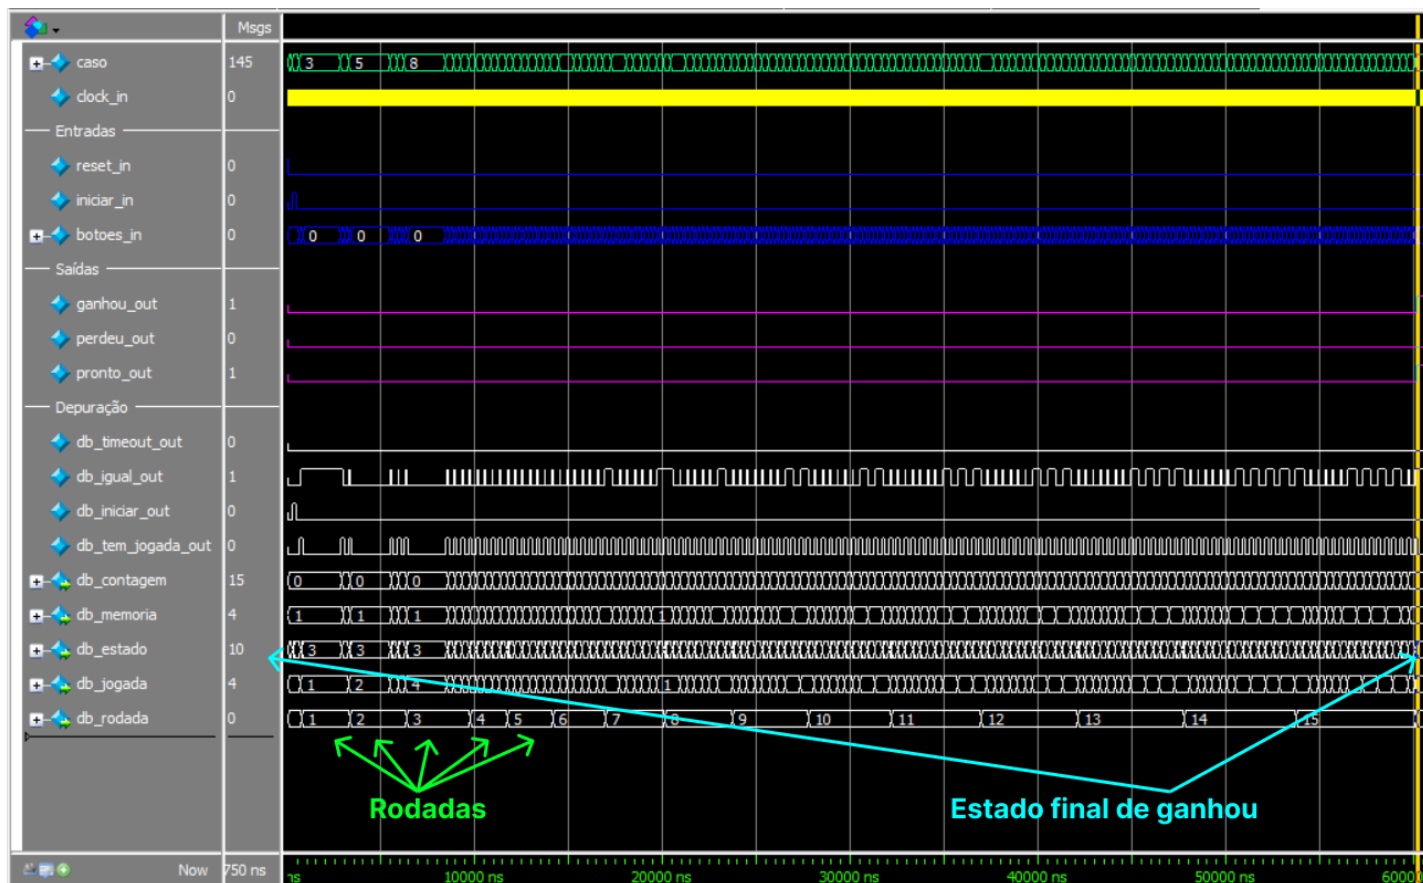 Msgs
caso 145 3 5 8
clock_in 0
Entradas
reset_in 0
iniciar_in 0
botoes_in 0 0 0 0
Saídas
ganhou_out 1
perdeu_out 0
pronto_out 1
Depuração
db_timeout_out 0
db_igual_out 1
db_iniciar_out 0
db_tem_jogada_out 0
db_contagem 15 0 0 0
db_memoria 4 1 1 1 1
db_estado 10 3 3 3
db_jogada 4 1 2 4 1
db_rodada 0 1 2 3 4 5 6 7 8 9 10 11 12 13 14 15
Rodadas Estado final de ganhou
Now 750 ns ns 10000 ns 20000 ns 30000 ns 40000 ns 50000 ns 6000